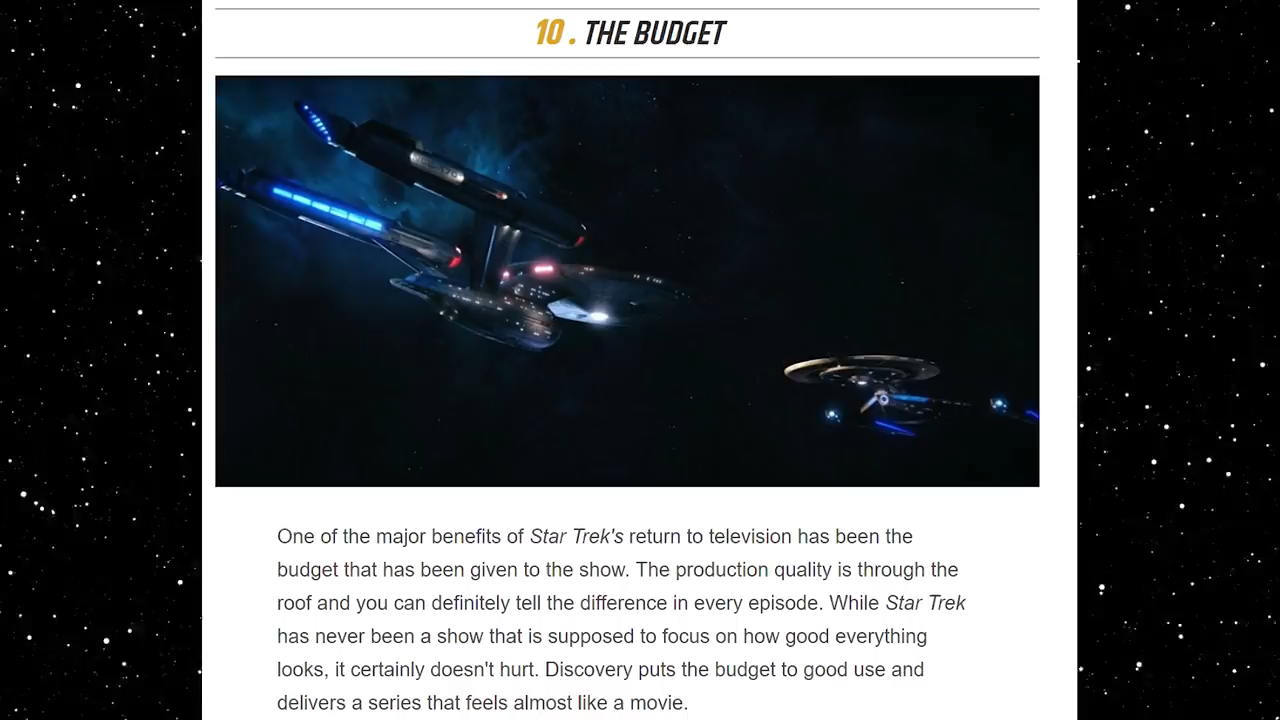 10 . THE BUDGET
One of the major benefits of Star Trek's return to television has been the
budget that has been given to the show. The production quality is through the
roof and you can definitely tell the difference in every episode. While Star Trek
has never been a show that is supposed to focus on how good everything
looks, it certainly doesn't hurt. Discovery puts the budget to good use and
delivers a series that feels almost like a movie.